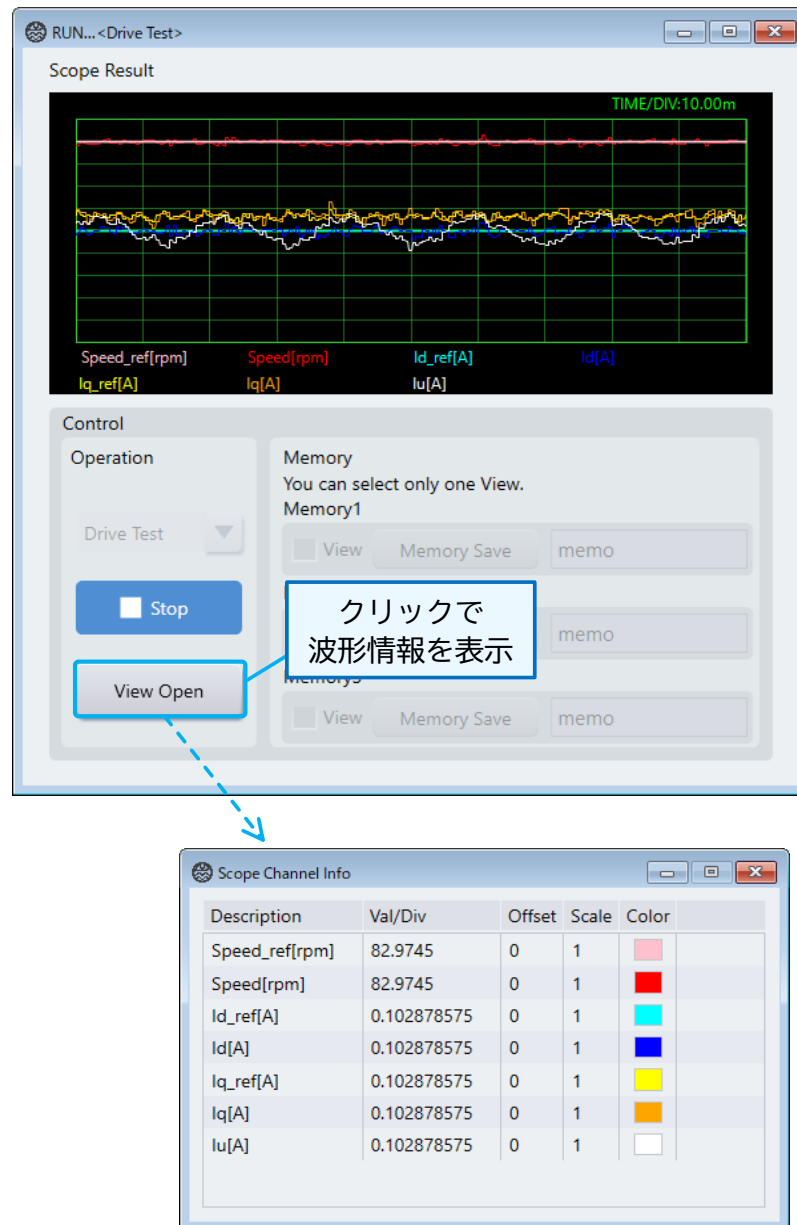 RUN...<Drive Test>
Scope Result
TIME/DIV:10.00m
Speed_ref[rpm] Speed[rpm] Id_ref[A] Id[A]
Iq_ref[A] Iq[A] Iu[A]
Control
Operation
Drive Test
Stop
View Open
Memory
You can select only one View.
Memory1
View Memory Save memo
memo
View Memory Save memo
クリックで
波形情報を表示
Scope Channel Info
Description Val/Div Offset Scale Color
Speed_ref[rpm] 82.9745 0 1
Speed[rpm] 82.9745 0 1
Id_ref[A] 0.102878575 0 1
Id[A] 0.102878575 0 1
Iq_ref[A] 0.102878575 0 1
Iq[A] 0.102878575 0 1
Iu[A] 0.102878575 0 1